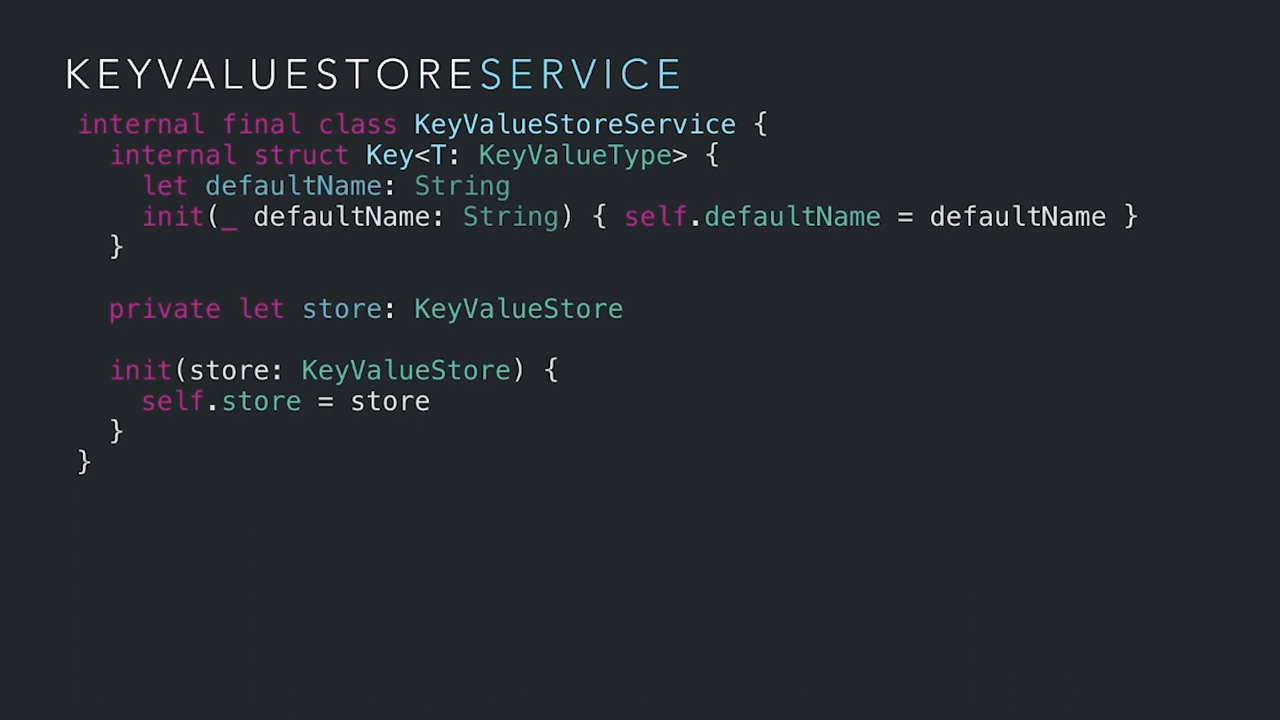 KEYVALUESTORESERVICE
internal final class KeyValueStoreService {
  internal struct Key<T: KeyValueType> {
    let defaultName: String
    init(_ defaultName: String) { self.defaultName = defaultName }
  }
  private let store: KeyValueStore
  init(store: KeyValueStore) {
    self.store = store
  }
}